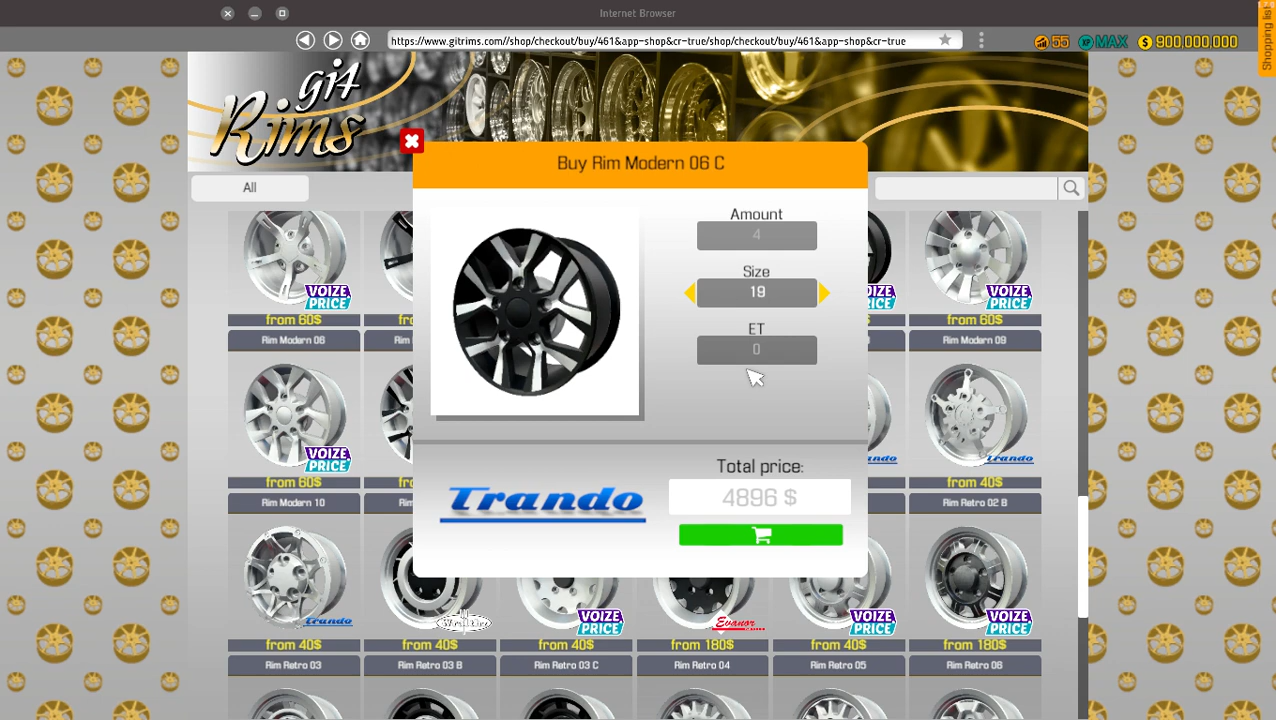 Internet Browser
https://www.gitrims.com//shop/checkout/buy/461&app-shop&cr-true/shop/checkout/buy/461&app-shop&cr-true
55
XP MAX
$ 900.000.000
Shopping list
git Rims
All
Buy Rim Modern 06 C
Amount
4
Size
19
ET
0
Total price:
4896 $
Trando
VOIZE PRICE
VOIZE PRICE
from 60$
from 60$
Rim Modern 06
Rim Modern 09
VOIZE PRICE
Trando
from 60$
from 40$
Rim Modern 10
Rim Retro 02 B
Trando
VOIZE PRICE
Evanor
VOIZE PRICE
VOIZE PRICE
from 40$
from 40$
from 40$
from 180$
from 40$
from 180$
Rim Retro 03
Rim Retro 03 B
Rim Retro 03 C
Rim Retro 04
Rim Retro 05
Rim Retro 06